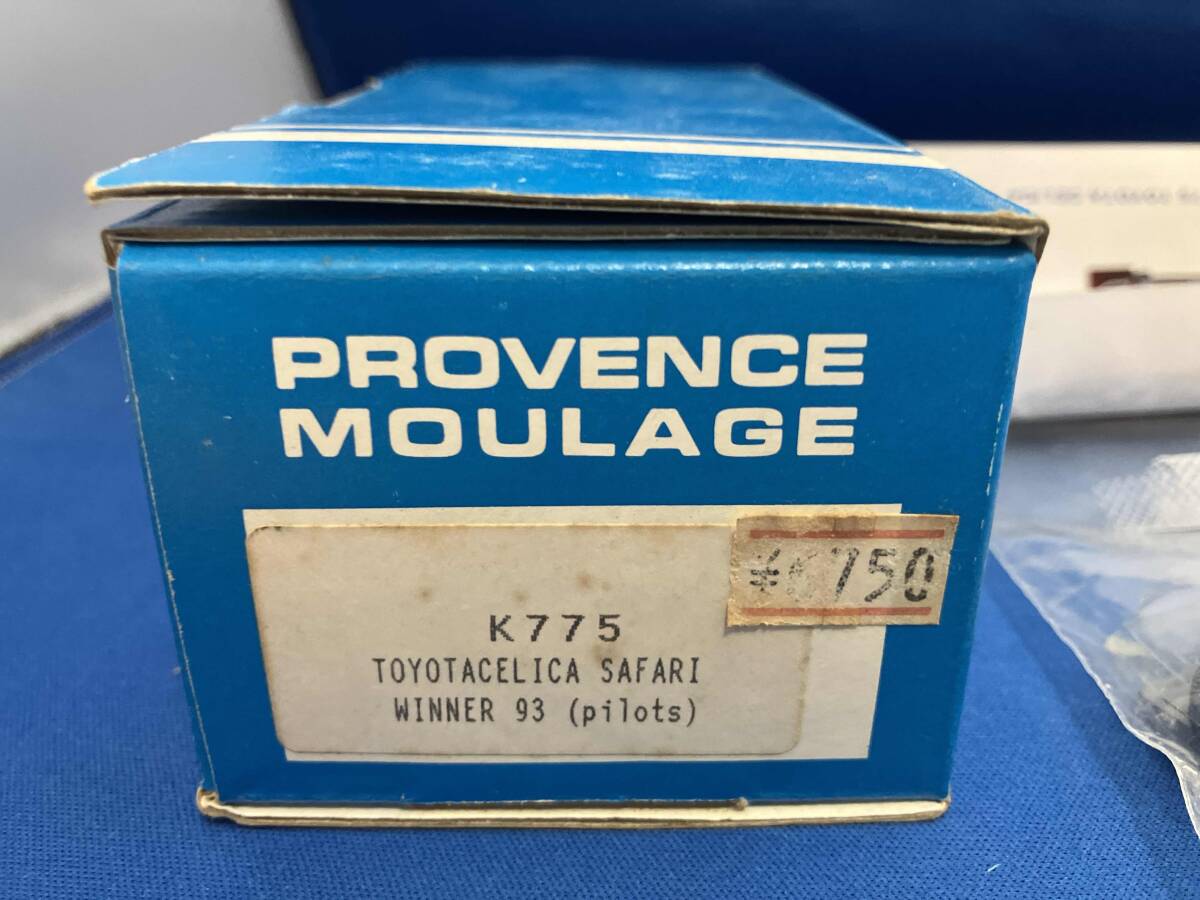 PROVENCE
MOULAGE
K775
TOYOTACELICA SAFARI
WINNER 93 (pilots)